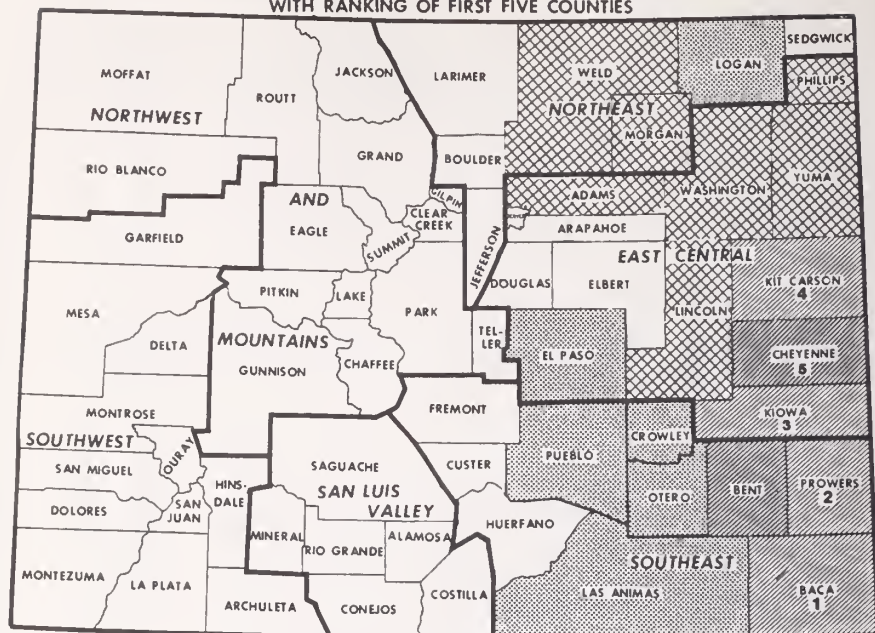 WITH RANKING OF FIRST FIVE COUNTIES
SEDGWICK
MOFFAT
ROUTT
JACKSON
LARIMER
WELD
LOGAN
PHILLIPS
NORTHWEST
NORTHEAST
MORGAN
RIO BLANCO
GRAND
BOULDER
GILPIN
ADAMS
WASHINGTON
YUMA
GARFIELD
AND
EAGLE
CLEAR
CREEK
SUMMIT
JEFFERSON
ARAPAHOE
EAST CENTRAL
MESA
PITKIN
LAKE
PARK
DOUGLAS
ELBERT
LINCOLN
KIT CARSON
4
DELTA
MOUNTAINS
GUNNISON
CHAFFEE
TEL-
LER
EL PASO
CHEYENNE
5
MONTROSE
FREMONT
KIOWA
3
SOUTHWEST
OURAY
SAN MIGUEL
HINS-
DALE
SAGUACHE
CUSTER
PUEBLO
CROWLEY
OTERO
BENT
PROWERS
2
SAN
JUAN
DOLORES
SAN LUIS
VALLEY
MINERAL
RIO GRANDE
ALAMOSA
HUERFANO
SOUTHEAST
MONTEZUMA
LA PLATA
ARCHULETA
CONEJOS
COSTILLA
LAS ANIMAS
BACA
1